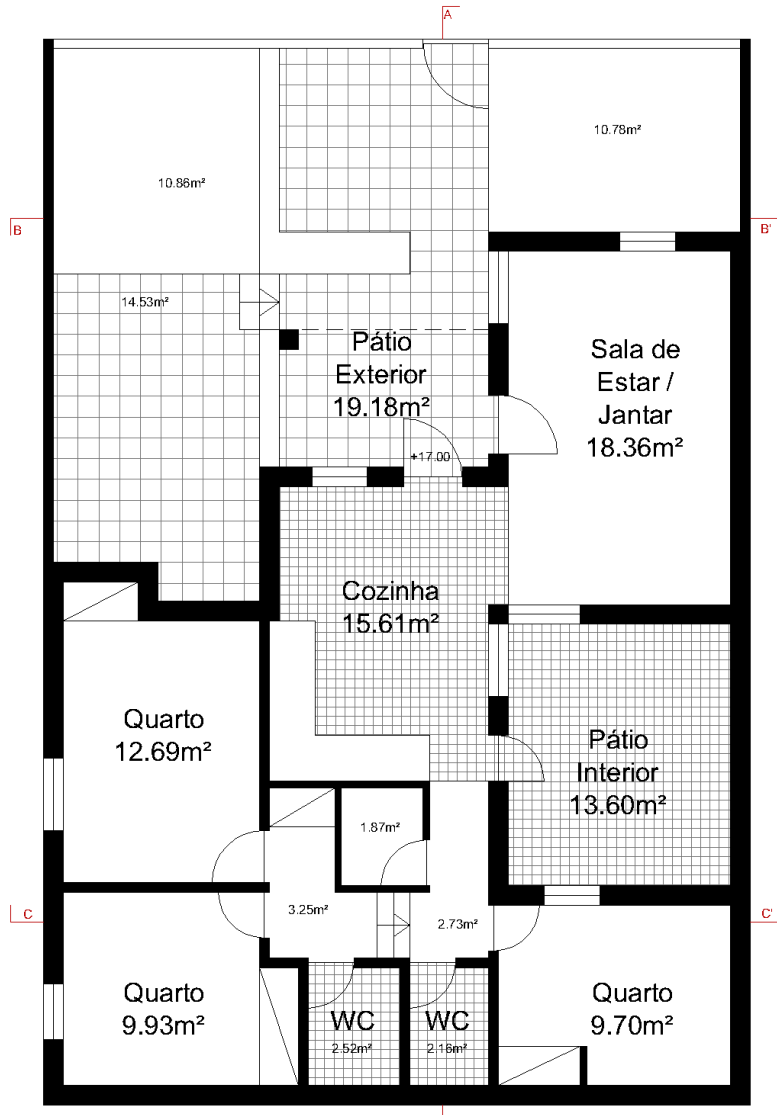 A
10.78m²
10.86m²
B
B'
14.53m²
Pátio
Exterior
19.18m²
Sala de
Estar /
Jantar
18.36m²
+17.00
Cozinha
15.61m²
Quarto
12.69m²
Pátio
Interior
13.60m²
1.87m²
3.25m²
2.73m²
C
C'
Quarto
9.93m²
WC
2.52m²
WC
2.16m²
Quarto
9.70m²